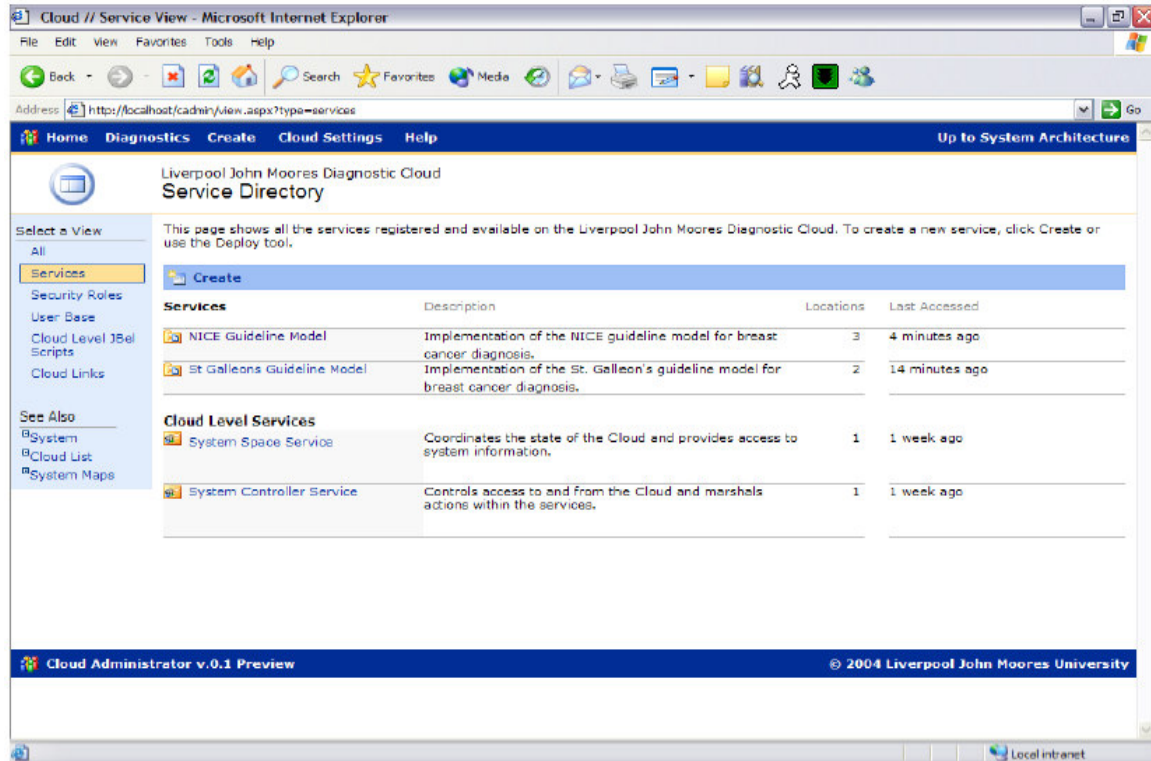 Cloud // Service View - Microsoft Internet Explorer
File Edit View Favorites Tools Help
Back Search Favorites Media
Address http://localhost/cadmin/view.aspx?type=services Go
Home Diagnostics Create Cloud Settings Help Up to System Architecture
Liverpool John Moores Diagnostic Cloud
Service Directory
Select a View
All
Services
Security Roles
User Base
Cloud Level JBel
Scripts
Cloud Links
See Also
System
Cloud List
System Maps
This page shows all the services registered and available on the Liverpool John Moores Diagnostic Cloud. To create a new service, click Create or
use the Deploy tool.
Create
Services Description Locations Last Accessed
NICE Guideline Model Implementation of the NICE guideline model for breast 3 4 minutes ago
cancer diagnosis.
St Galleons Guideline Model Implementation of the St. Galleon's guideline model for 2 14 minutes ago
breast cancer diagnosis.
Cloud Level Services
System Space Service Coordinates the state of the Cloud and provides access to 1 1 week ago
system information.
System Controller Service Controls access to and from the Cloud and marshals 1 1 week ago
actions within the services.
Cloud Administrator v.0.1 Preview © 2004 Liverpool John Moores University
Local intranet